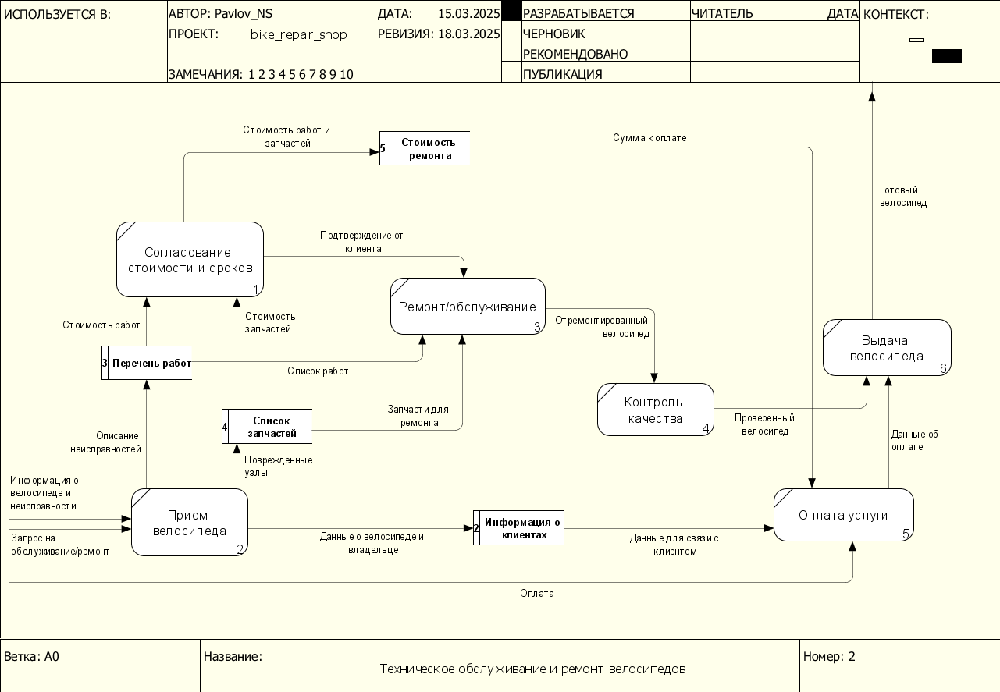 ИСПОЛЬЗУЕТСЯ В:
АВТОР: Pavlov_NS
ДАТА: 15.03.2025
ПРОЕКТ: bike_repair_shop
РЕВИЗИЯ: 18.03.2025
ЗАМЕЧАНИЯ: 1 2 3 4 5 6 7 8 9 10
РАЗРАБАТЫВАЕТСЯ
ЧЕРНОВИК
РЕКОМЕНДОВАНО
ПУБЛИКАЦИЯ
ЧИТАТЕЛЬ ДАТА
КОНТЕКСТ:
Стоимость работ и
запчастей
5
Стоимость
ремонта
Сумма к оплате
Готовый
велосипед
Согласование
стоимости и сроков
1
Подтверждение от
клиента
Ремонт/обслуживание
3
Стоимость работ
Стоимость
запчастей
Отремонтированный
велосипед
Выдача
велосипеда
6
3
Перечень работ
Список работ
Контроль
качества
4
4
Список
запчастей
Запчасти для
ремонта
Проверенный
велосипед
Данные об
оплате
Описание
неисправностей
Поврежденные
узлы
Информация о
велосипеде и
неисправности
Запрос на
обслуживание/ремонт
Прием
велосипеда
2
Данные о велосипеде и
владельце
2
Информация о
клиентах
Данные для связи с
клиентом
Оплата услуги
5
Оплата
Ветка: A0
Название:
Техническое обслуживание и ремонт велосипедов
Номер: 2